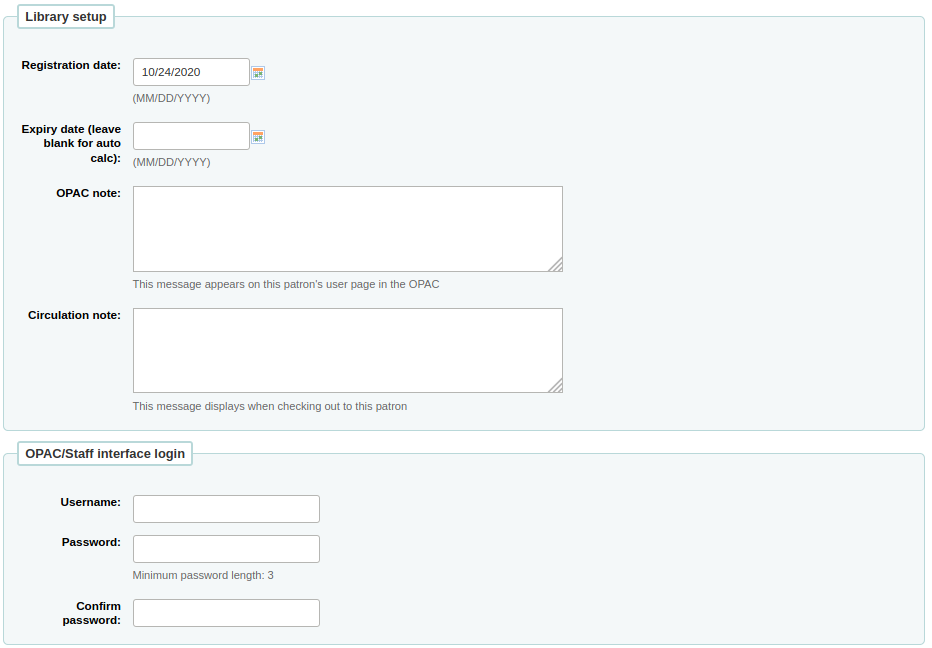 Library setup
Registration date:
10/24/2020
(MM/DD/YYYY)
Expiry date (leave
blank for auto
calc):
(MM/DD/YYYY)
OPAC note:
This message appears on this patron's user page in the OPAC
Circulation note:
This message displays when checking out to this patron
OPAC/Staff interface login
Username:
Password:
Minimum password length: 3
Confirm
password: